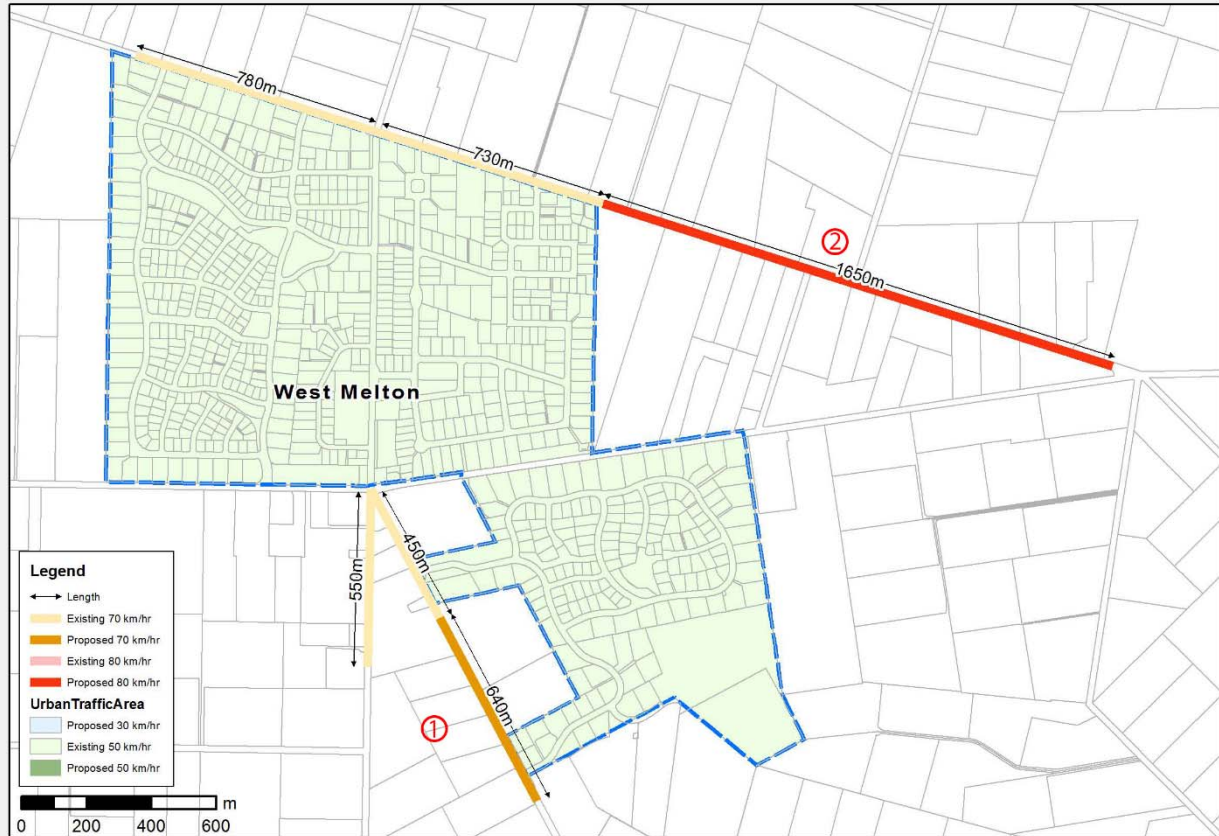 780m
730m
②
1650m
West Melton
450m
550m
640m
①
Legend
Length
Existing 70 km/hr
Proposed 70 km/hr
Existing 80 km/hr
Proposed 80 km/hr
UrbanTrafficArea
Proposed 30 km/hr
Existing 50 km/hr
Proposed 50 km/hr
m
0 200 400 600